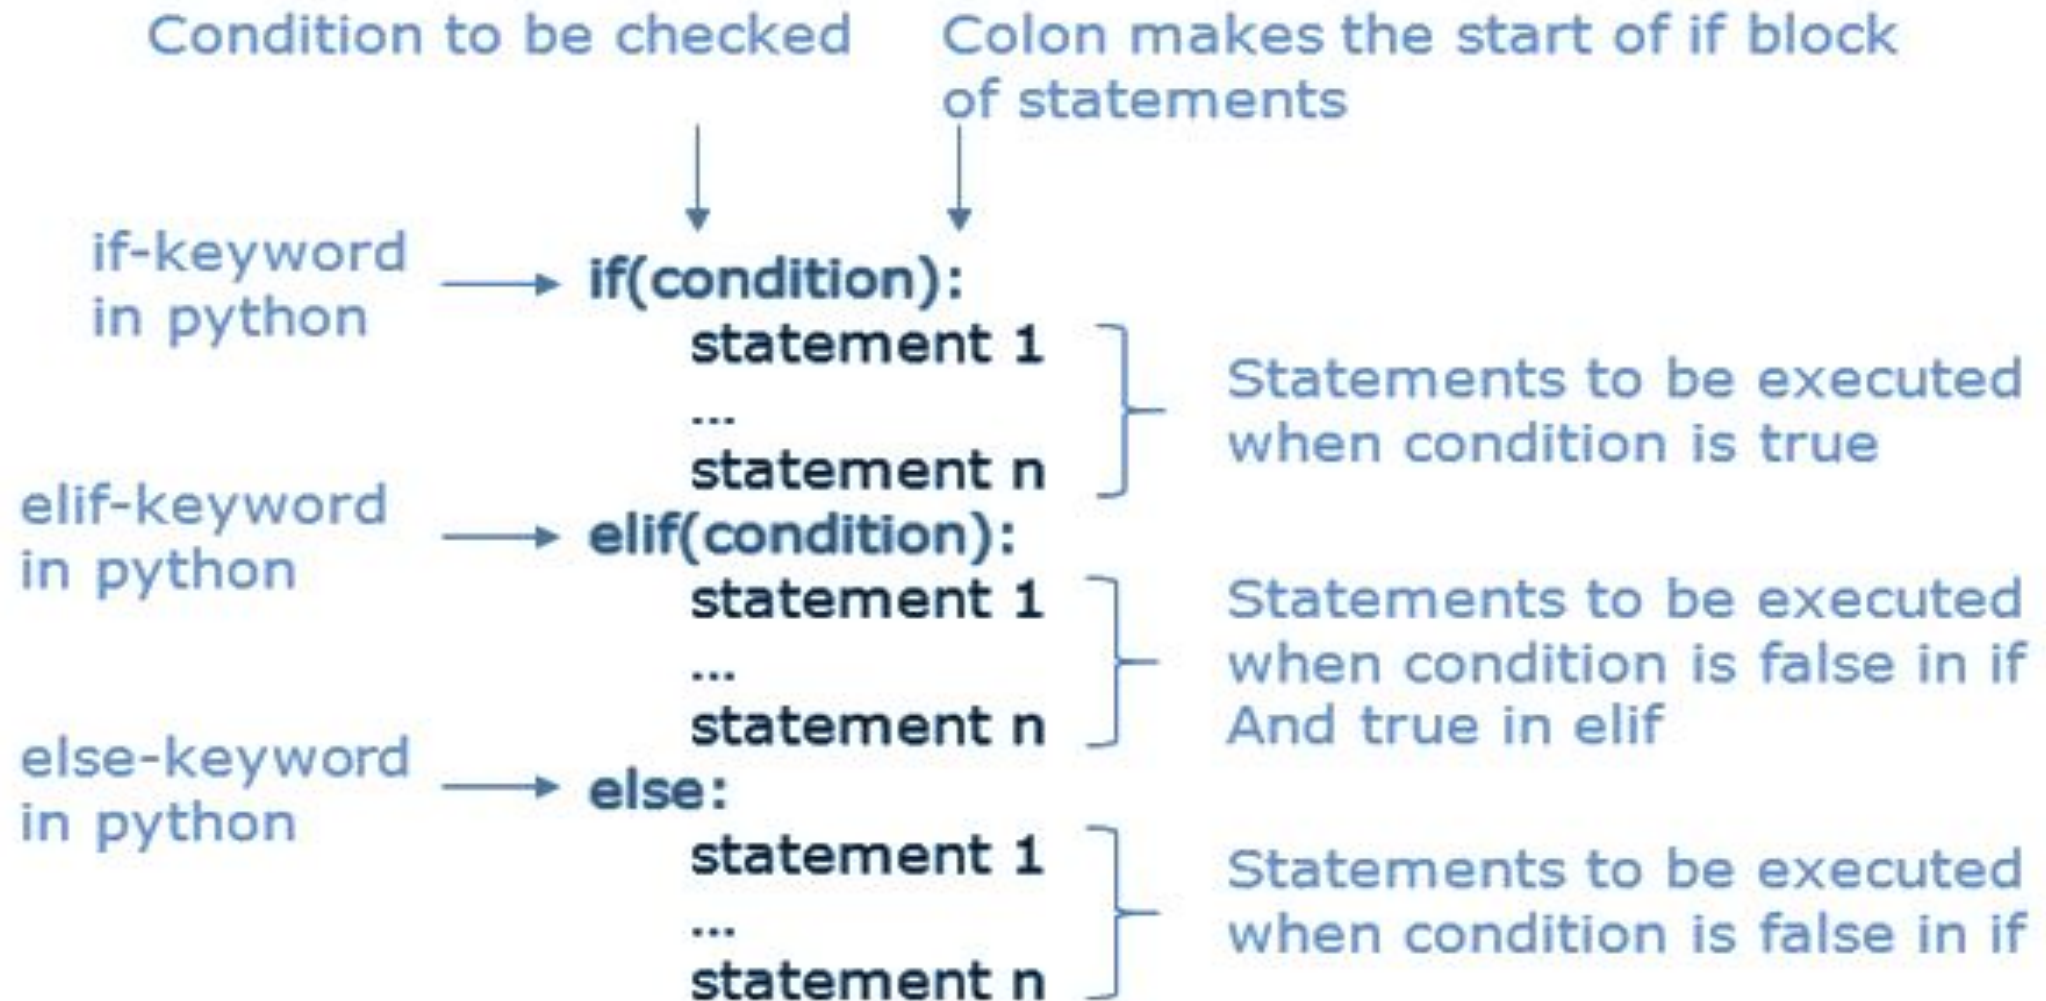 Condition to be checked
Colon makes the start of if block
of statements
if-keyword
in python
if(condition):
statement 1
...
statement n
Statements to be executed
when condition is true
elif-keyword
in python
elif(condition):
statement 1
...
statement n
Statements to be executed
when condition is false in if
And true in elif
else-keyword
in python
else:
statement 1
...
statement n
Statements to be executed
when condition is false in if